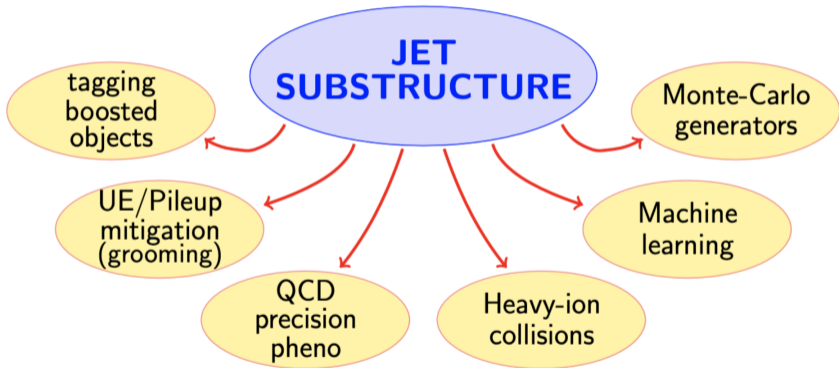 JET
SUBSTRUCTURE
tagging
boosted
objects
Monte-Carlo
generators
UE/Pileup
mitigation
(grooming)
Machine
learning
QCD
precision
pheno
Heavy-ion
collisions